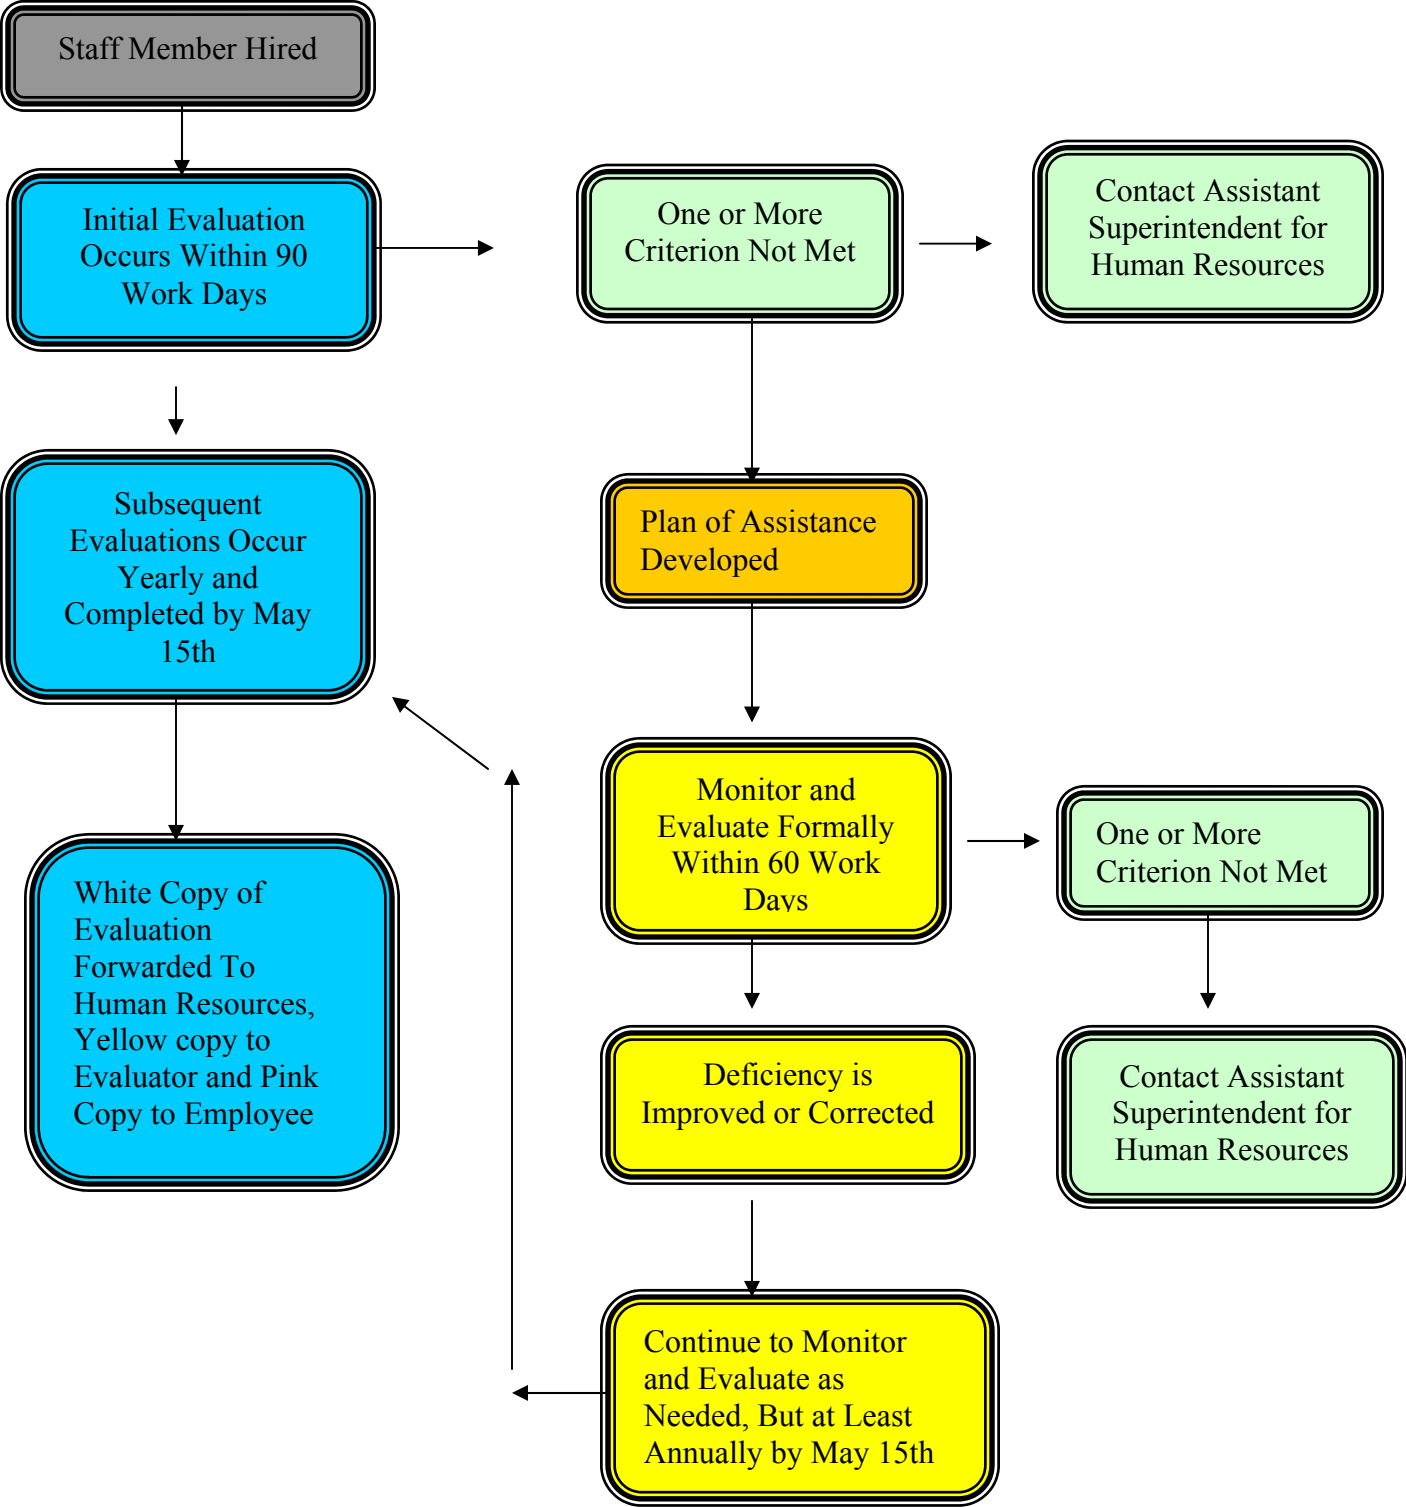 Staff Member Hired
Initial Evaluation
Occurs Within 90
Work Days
One or More
Criterion Not Met
Contact Assistant
Superintendent for
Human Resources
Subsequent
Evaluations Occur
Yearly and
Completed by May
15th
Plan of Assistance
Developed
Monitor and
Evaluate Formally
Within 60 Work
Days
One or More
Criterion Not Met
White Copy of
Evaluation
Forwarded To
Human Resources,
Yellow copy to
Evaluator and Pink
Copy to Employee
Deficiency is
Improved or Corrected
Contact Assistant
Superintendent for
Human Resources
Continue to Monitor
and Evaluate as
Needed, But at Least
Annually by May 15th